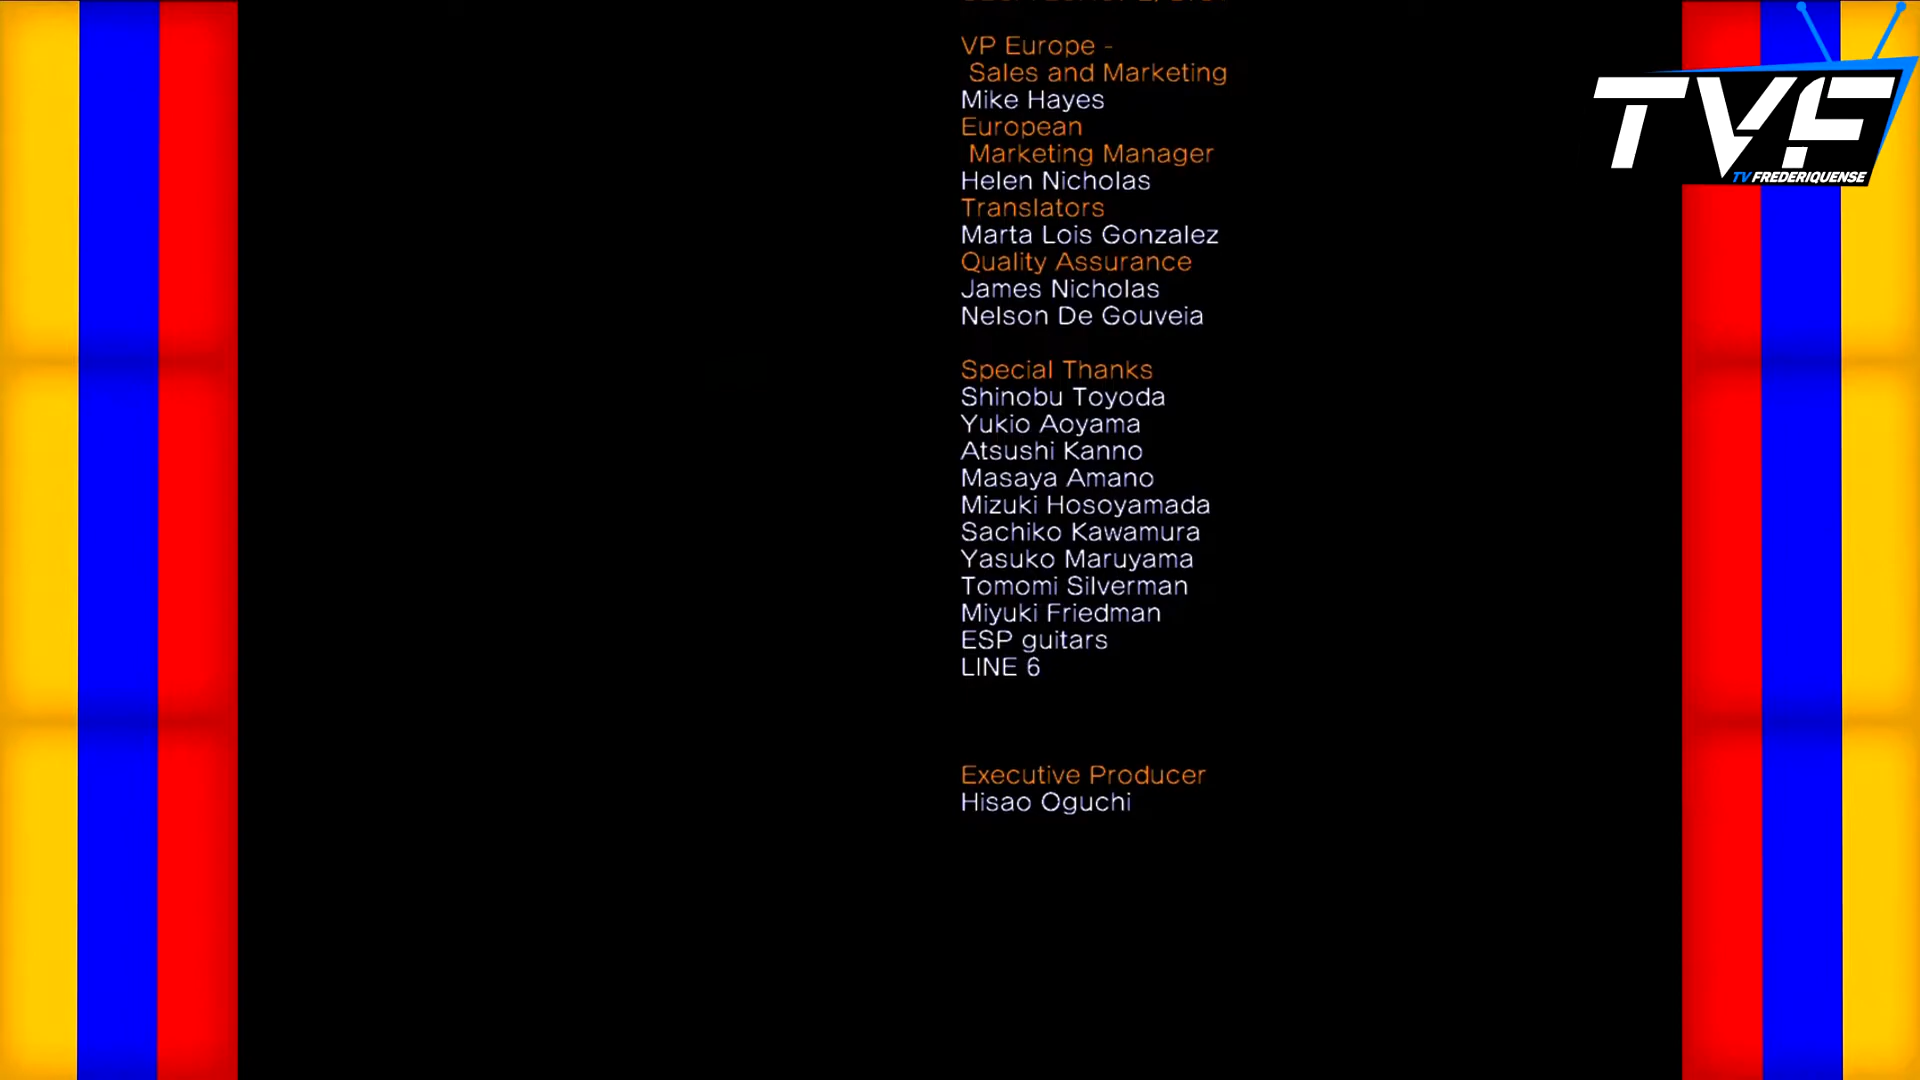 VP Europe -
Sales and Marketing
Mike Hayes
European
Marketing Manager
Helen Nicholas
Translators
Marta Lois Gonzalez
Quality Assurance
James Nicholas
Nelson De Gouveia
Special Thanks
Shinobu Toyoda
Yukio Aoyama
Atsushi Kanno
Masaya Amano
Mizuki Hosoyamada
Sachiko Kawamura
Yasuko Maruyama
Tomomi Silverman
Miyuki Friedman
ESP guitars
LINE 6
Executive Producer
Hisao Oguchi
TVF
TV FREDERIQUENSE